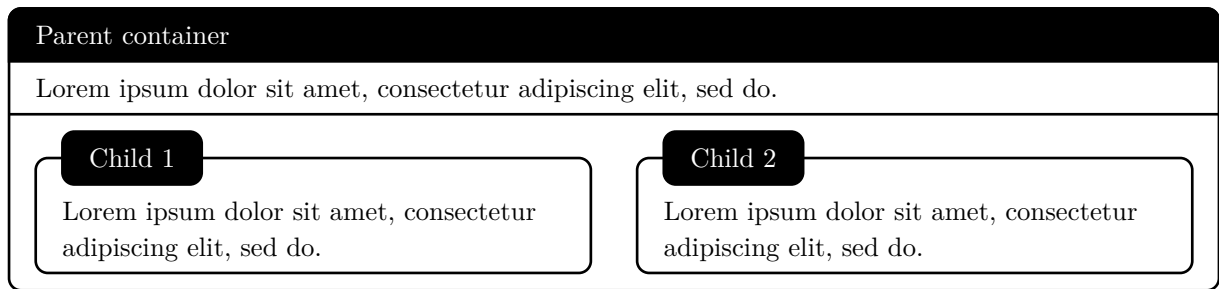 Parent container
Lorem ipsum dolor sit amet, consectetur adipiscing elit, sed do.
Child 1
Lorem ipsum dolor sit amet, consectetur
adipiscing elit, sed do.
Child 2
Lorem ipsum dolor sit amet, consectetur
adipiscing elit, sed do.